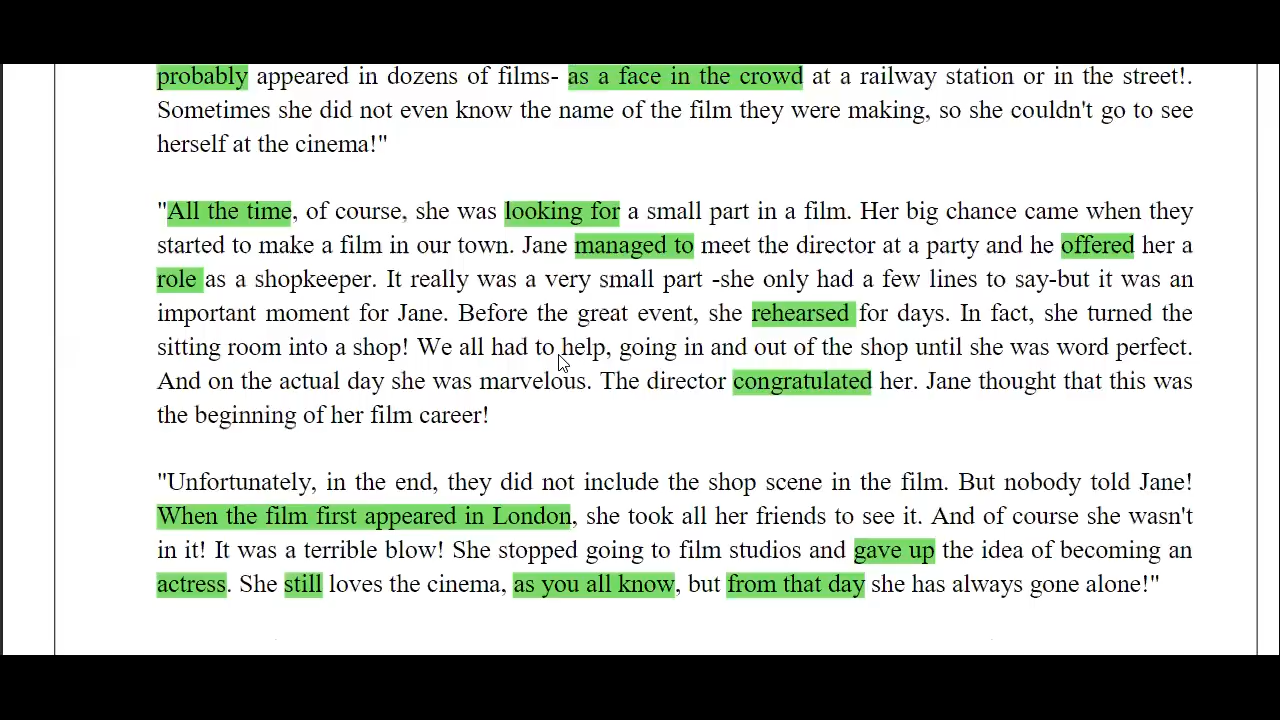 probably appeared in dozens of films- as a face in the crowd at a railway station or in the street!.
Sometimes she did not even know the name of the film they were making, so she couldn't go to see
herself at the cinema!"
"All the time, of course, she was looking for a small part in a film. Her big chance came when they
started to make a film in our town. Jane managed to meet the director at a party and he offered her a
role as a shopkeeper. It really was a very small part -she only had a few lines to say-but it was an
important moment for Jane. Before the great event, she rehearsed for days. In fact, she turned the
sitting room into a shop! We all had to help, going in and out of the shop until she was word perfect.
And on the actual day she was marvelous. The director congratulated her. Jane thought that this was
the beginning of her film career!
"Unfortunately, in the end, they did not include the shop scene in the film. But nobody told Jane!
When the film first appeared in London, she took all her friends to see it. And of course she wasn't
in it! It was a terrible blow! She stopped going to film studios and gave up the idea of becoming an
actress. She still loves the cinema, as you all know, but from that day she has always gone alone!"